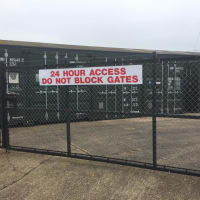 24 HOUR ACCESS
DO NOT BLOCK GATES